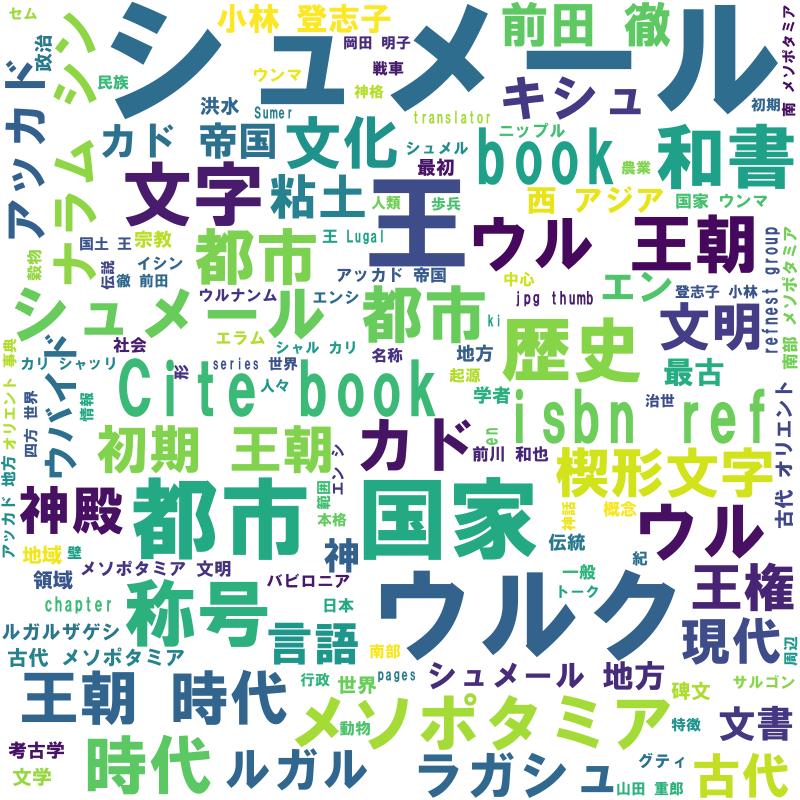 セム
小林 登志子
シュメール
前田 徹
南 メソポタミア
政治
シン
民族
岡田 明子
戦車
ウンマ
神格
キシュ
初期
アッカド
洪水
Sumer
translator
カド 帝国
文化
シュメル
ニップル
book
和書
最初
農業
ナラム
文字
粘土
王
人類
歩兵
西 アジア
国家 ウンマ
国土 王
宗教
都市
王 Lugal
ウル 王朝
穀物
伝説
徹 前田
イシン
アッカド 帝国
中心
エン
登志子 小林
refnest group
南部 メソポタミア
シュメール
ウルナンム
エンシ
都市
ki
jpg thumb
文明
エラム
シャル カリ
歴史
社会
名称
地方
最古
オリエント 事典
カリ シャッリ
ウバイド
形
series 世界
起源
学者
治世
四方 世界
情報
Cite book
人々
en
isbn ref
古代 オリエント
初期 王朝
カド
前川 和也
楔形文字
アッカド 地方
神殿
都市
国家
エン シ
範囲
本格
神話
概念
ウル
地域
壁
神
伝統
紀
領域
メソポタミア 文明
バビロニア
一般
トーク
王権
chapter
称号
日本
ウルク
ルガルザゲシ
言語
現代
周辺
古代 メソポタミア
南部
王朝 時代
行政
世界
pages
シュメール 地方
碑文
サルゴン
メソポタミア
動物
特徴
文書
考古学
文学
時代
ルガル
ラガシュ
グティ
山田 重郎
古代